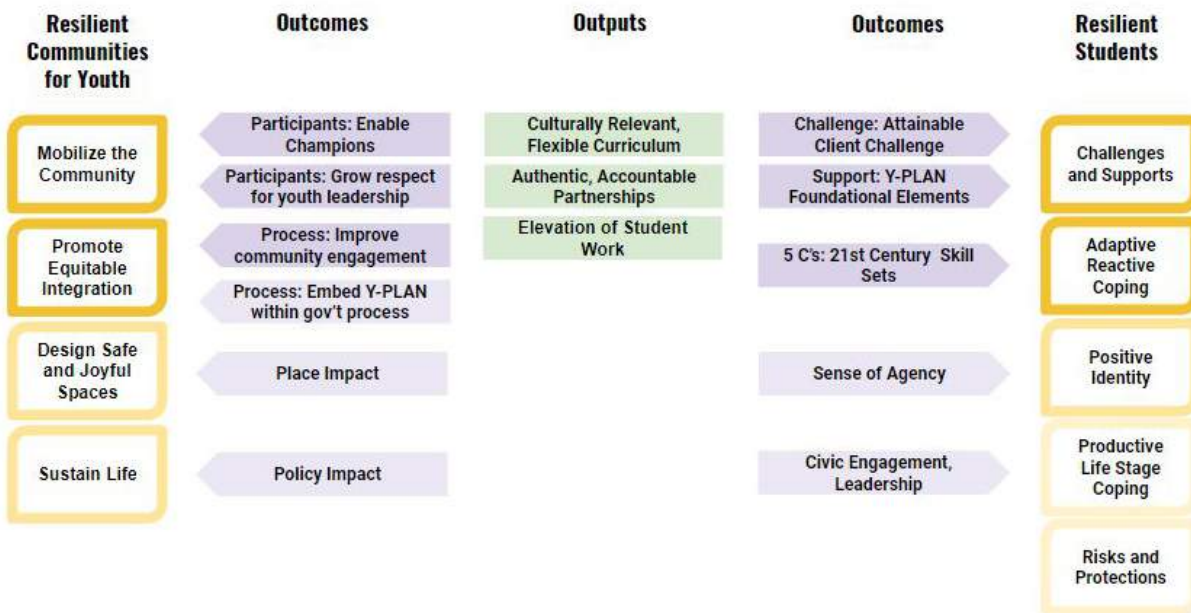 Resilient
Communities
for Youth
Outcomes
Outputs
Outcomes
Resilient
Students
Mobilize the
Community
Promote
Equitable
Integration
Design Safe
and Joyful
Spaces
Sustain Life
Participants: Enable
Champions
Participants: Grow respect
for youth leadership
Process: Improve
community engagement
Process: Embed Y-PLAN
within gov't process
Place Impact
Policy Impact
Culturally Relevant,
Flexible Curriculum
Authentic, Accountable
Partnerships
Elevation of Student
Work
Challenge: Attainable
Client Challenge
Support: Y-PLAN
Foundational Elements
5 C's: 21st Century Skill
Sets
Sense of Agency
Civic Engagement,
Leadership
Challenges
and Supports
Adaptive
Reactive
Coping
Positive
Identity
Productive
Life Stage
Coping
Risks and
Protections